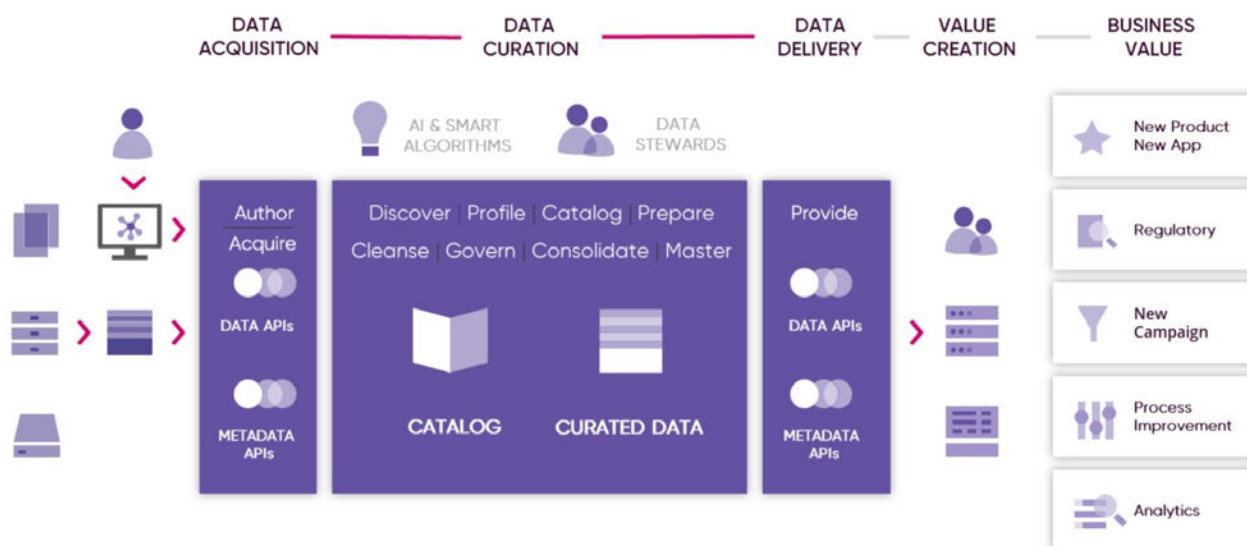 DATA
ACQUISITION
DATA
CURATION
DATA
DELIVERY
VALUE
CREATION
BUSINESS
VALUE
AI & SMART
ALGORITHMS
DATA
STEWARDS
Author
Acquire
DATA APIs
METADATA
APIs
Discover | Profile | Catalog | Prepare
Cleanse | Govern | Consolidate | Master
CATALOG
CURATED DATA
Provide
DATA APIs
METADATA
APIs
New Product
New App
Regulatory
New
Campaign
Process
Improvement
Analytics